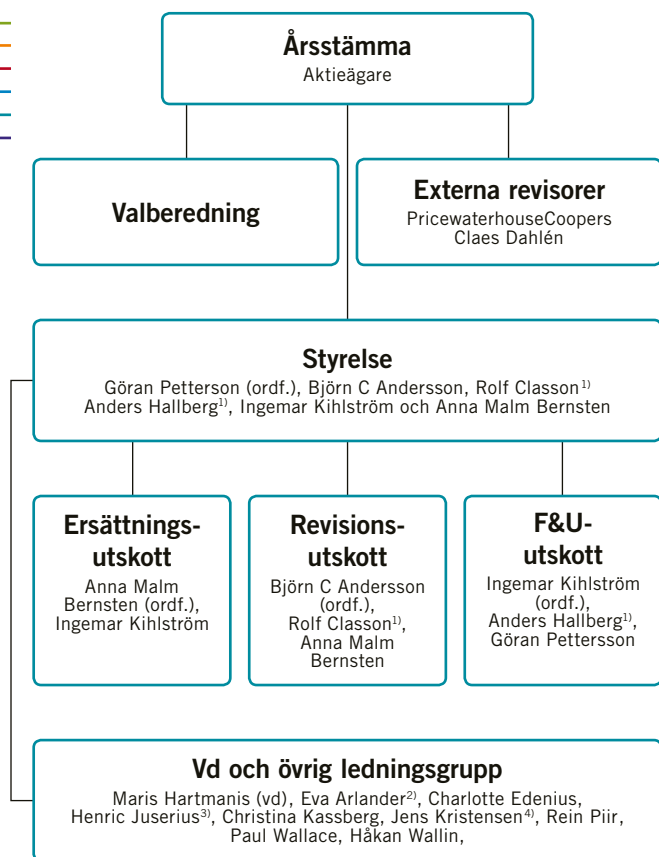 Årsstämma
Aktieägare
Valberedning
Externa revisorer
PricewaterhouseCoopers
Claes Dahlén
Styrelse
Göran Petterson (ordf.), Björn C Andersson, Rolf Classon1)
Anders Hallberg1), Ingemar Kihlström och Anna Malm Bernsten
Ersättnings-
utskott
Anna Malm
Bernsten (ordf.),
Ingemar Kihlström
Revisions-
utskott
Björn C Andersson
(ordf.),
Rolf Classon1),
Anna Malm
Bernsten
F&U-
utskott
Ingemar Kihlström
(ordf.),
Anders Hallberg1),
Göran Pettersson
Vd och övrig ledningsgrupp
Maris Hartmanis (vd), Eva Arlander2), Charlotte Edenius,
Henric Juserius3), Christina Kassberg, Jens Kristensen4), Rein Piir,
Paul Wallace, Håkan Wallin,